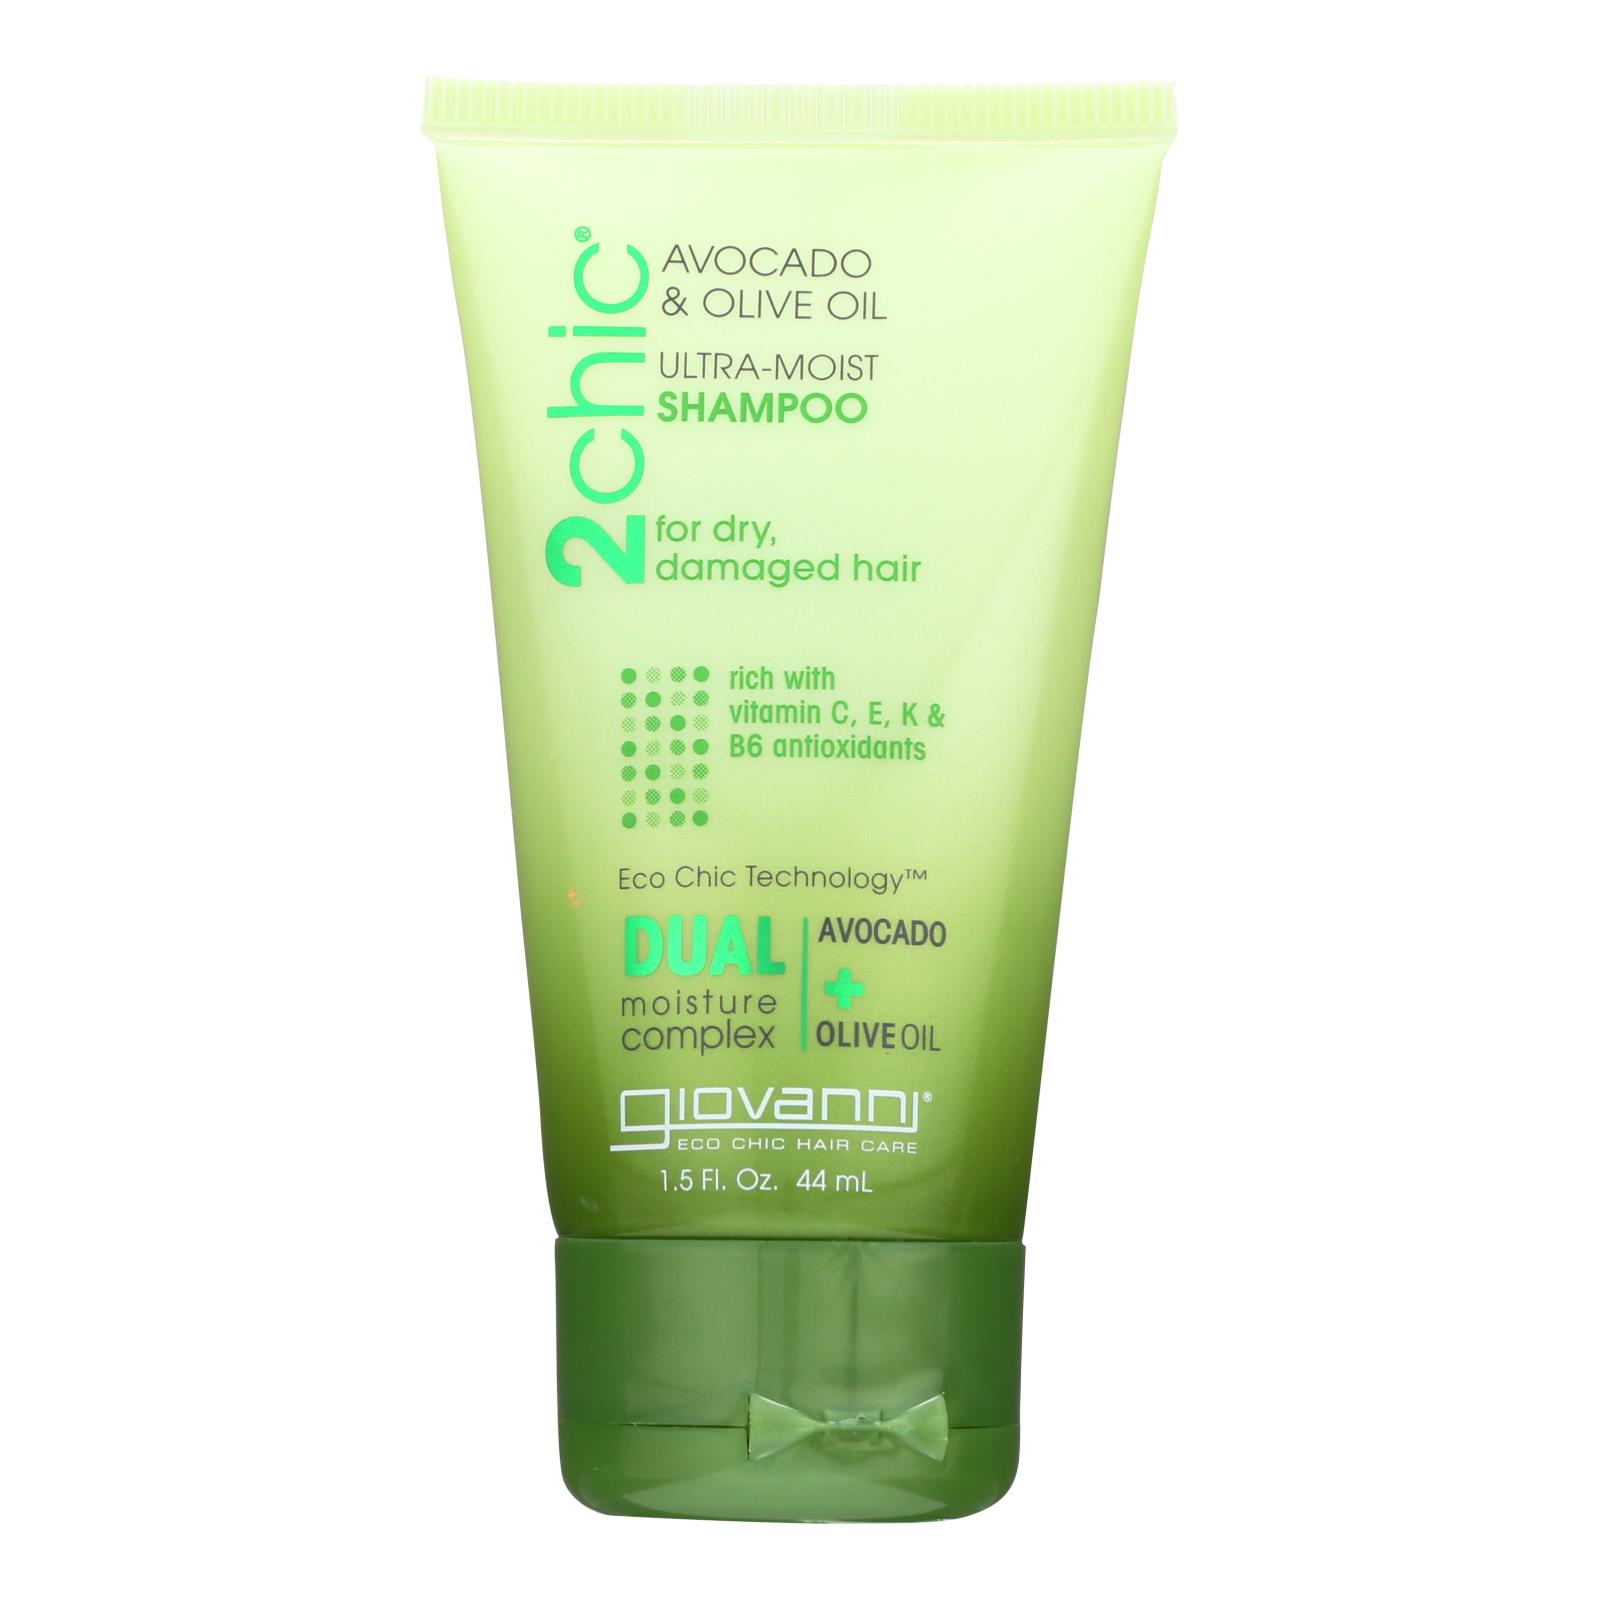 2chic®
AVOCADO
& OLIVE OIL
ULTRA-MOIST
SHAMPOO
for dry,
damaged hair
rich with
vitamin C, E, K &
B6 antioxidants
Eco Chic Technology™
DUAL
moisture
complex
AVOCADO
+
OLIVE OIL
giovanni®
ECO CHIC HAIR CARE
1.5 Fl. Oz. 44 mL